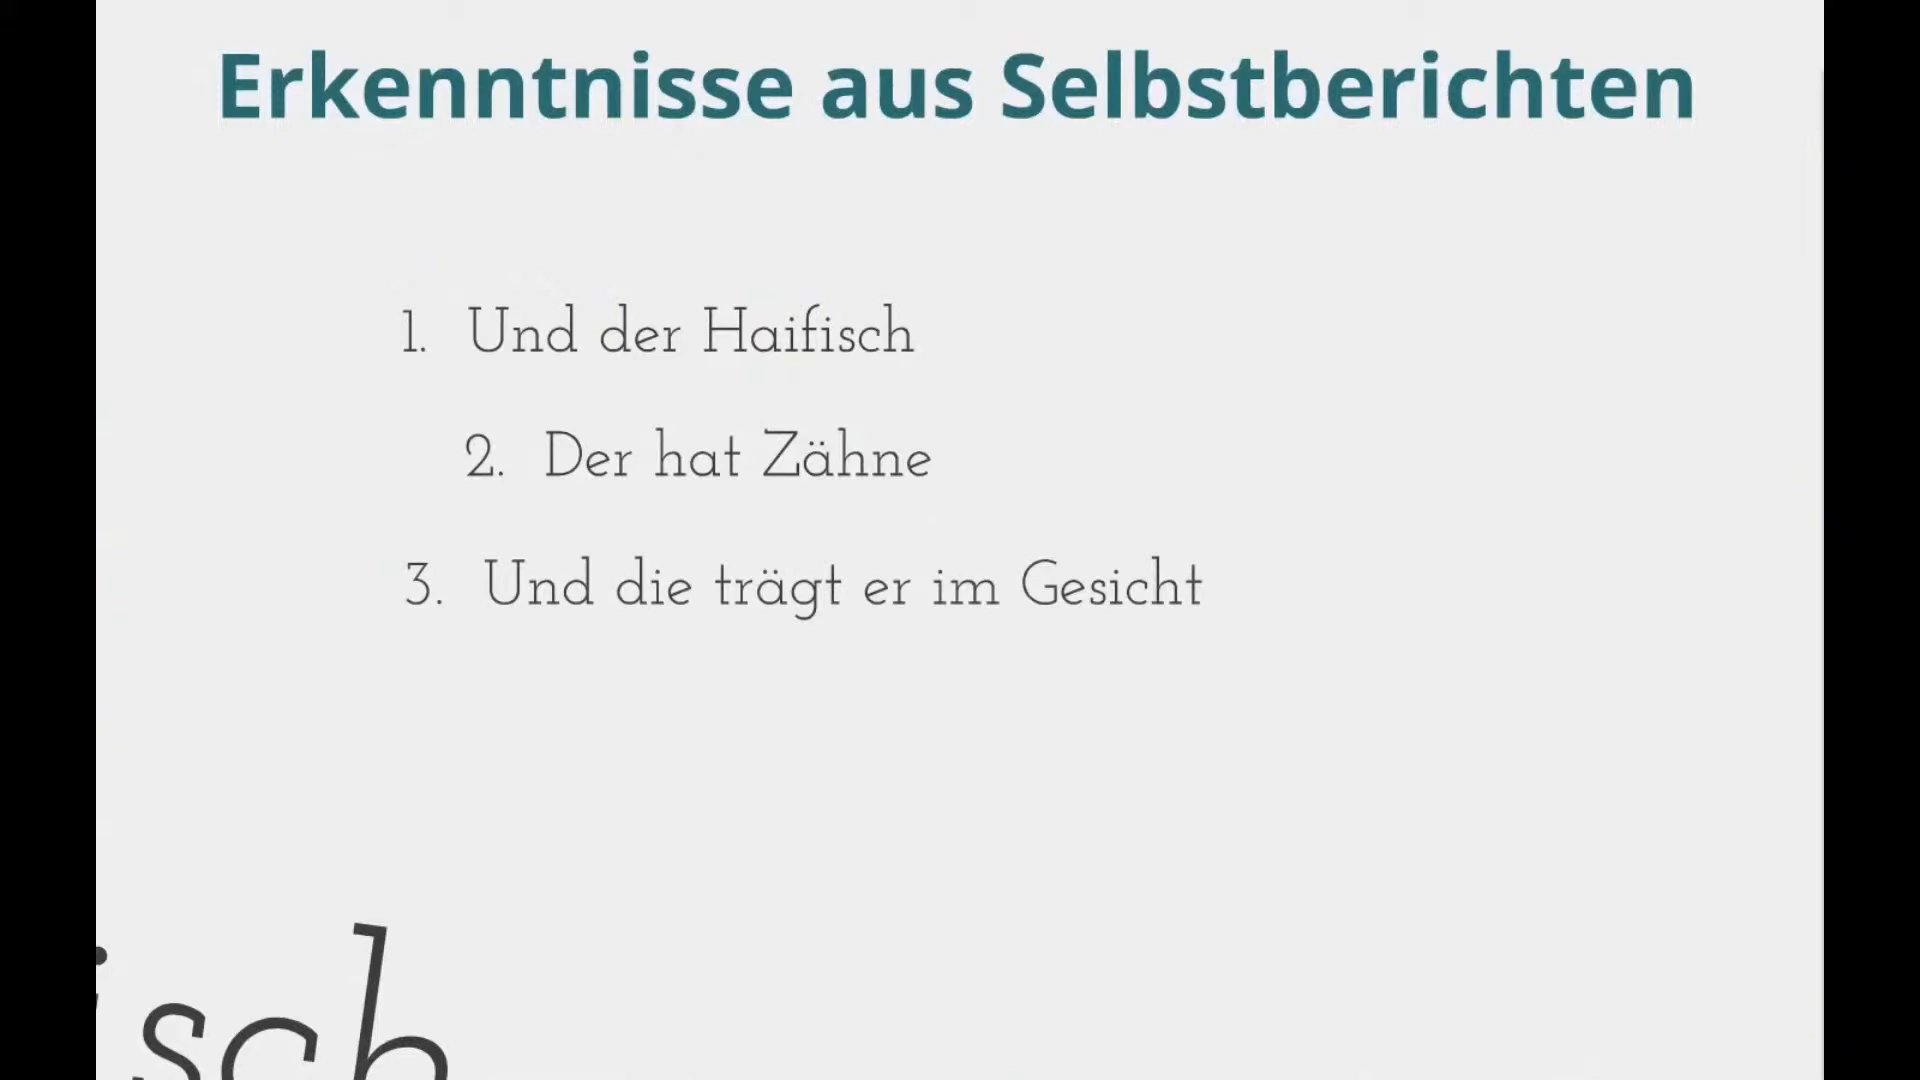 Erkenntnisse aus Selbstberichten
1. Und der Haifisch
2. Der hat Zähne
3. Und die trägt er im Gesicht
isch